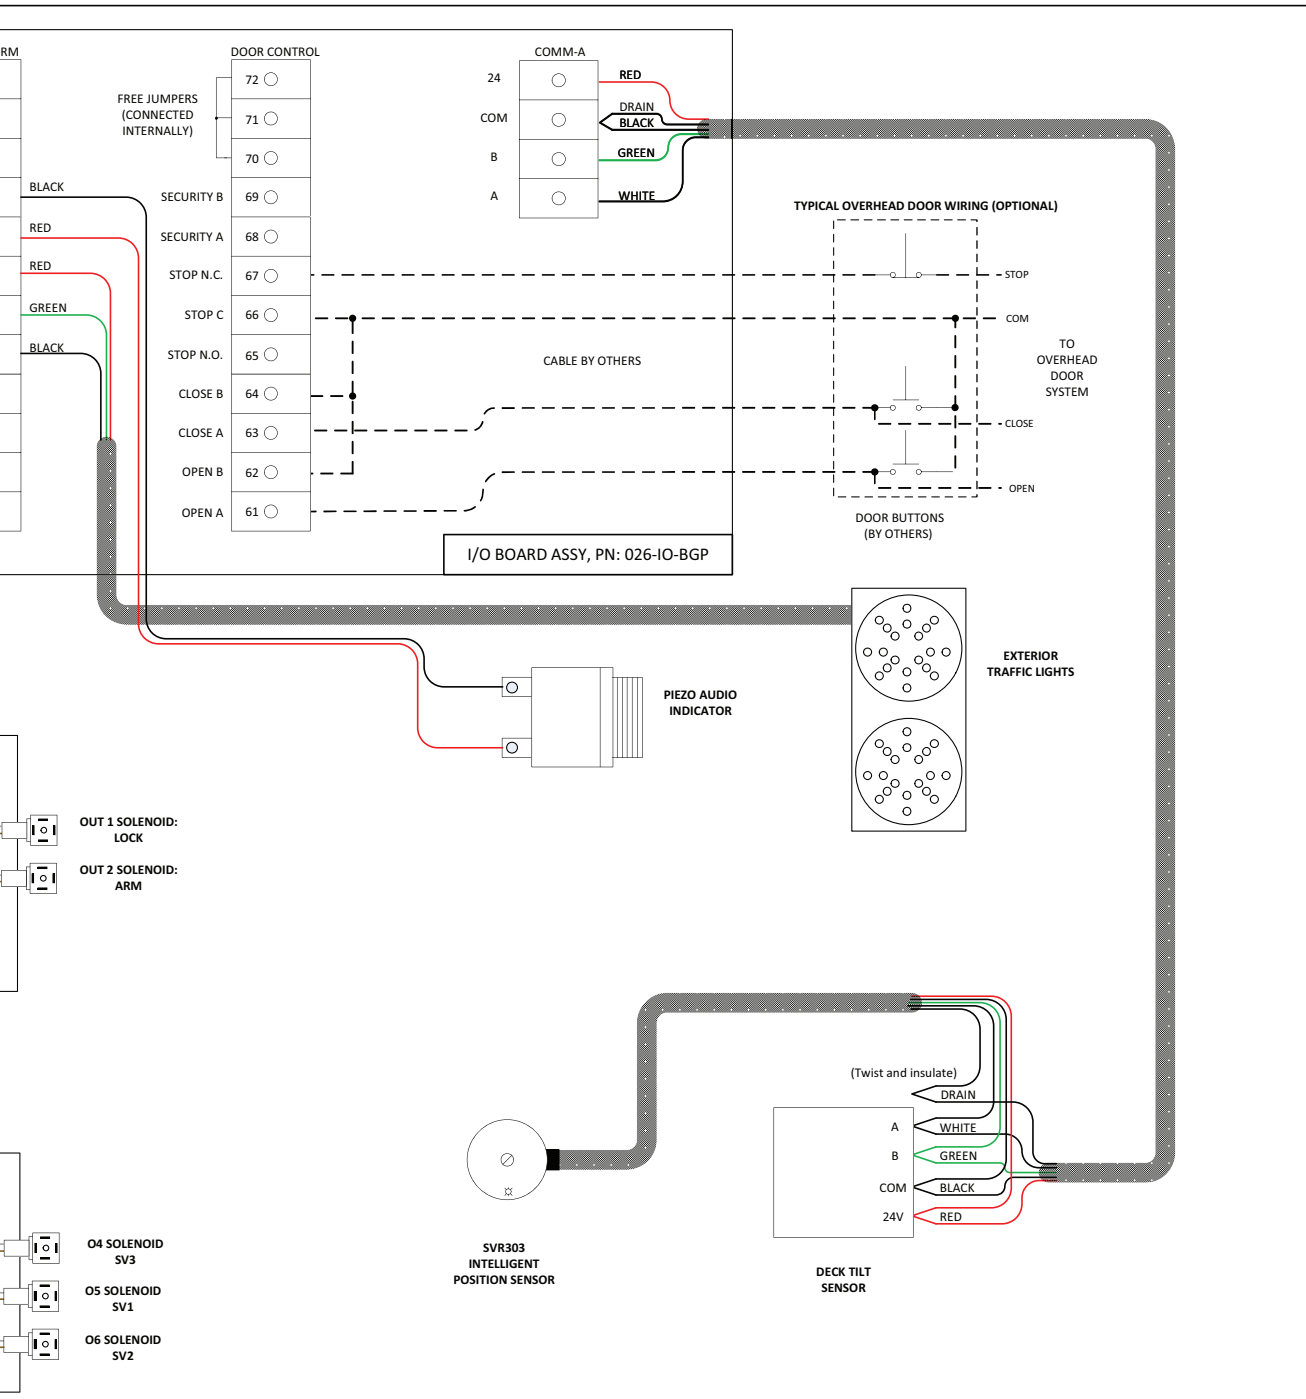 RM
DOOR CONTROL
COMM-A
72
71
70
69
68
67
66
65
64
63
62
61
FREE JUMPERS
(CONNECTED
INTERNALLY)
SECURITY B
SECURITY A
STOP N.C.
STOP C
STOP N.O.
CLOSE B
CLOSE A
OPEN B
OPEN A
BLACK
RED
RED
GREEN
BLACK
24
COM
B
A
RED
DRAIN
BLACK
GREEN
WHITE
TYPICAL OVERHEAD DOOR WIRING (OPTIONAL)
STOP
COM
CLOSE
OPEN
TO
OVERHEAD
DOOR
SYSTEM
CABLE BY OTHERS
DOOR BUTTONS
(BY OTHERS)
I/O BOARD ASSY, PN: 026-IO-BGP
EXTERIOR
TRAFFIC LIGHTS
PIEZO AUDIO
INDICATOR
OUT 1 SOLENOID:
LOCK
OUT 2 SOLENOID:
ARM
(Twist and insulate)
DRAIN
A
WHITE
B
GREEN
COM
BLACK
24V
RED
SVR303
INTELLIGENT
POSITION SENSOR
DECK TILT
SENSOR
O4 SOLENOID
SV3
O5 SOLENOID
SV1
O6 SOLENOID
SV2